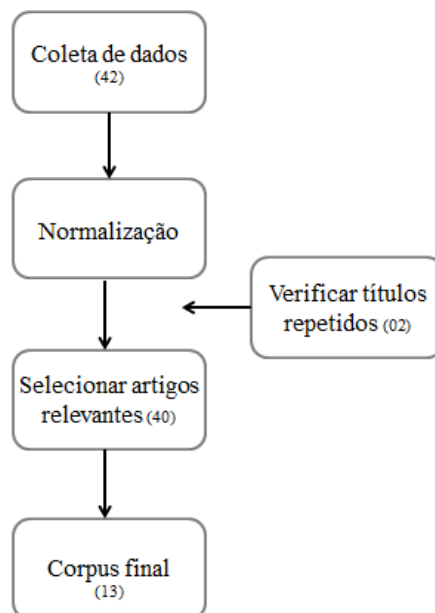 Coleta de dados
(42)
Normalização
Verificar títulos
repetidos (02)
Selecionar artigos
relevantes (40)
Corpus final
(13)